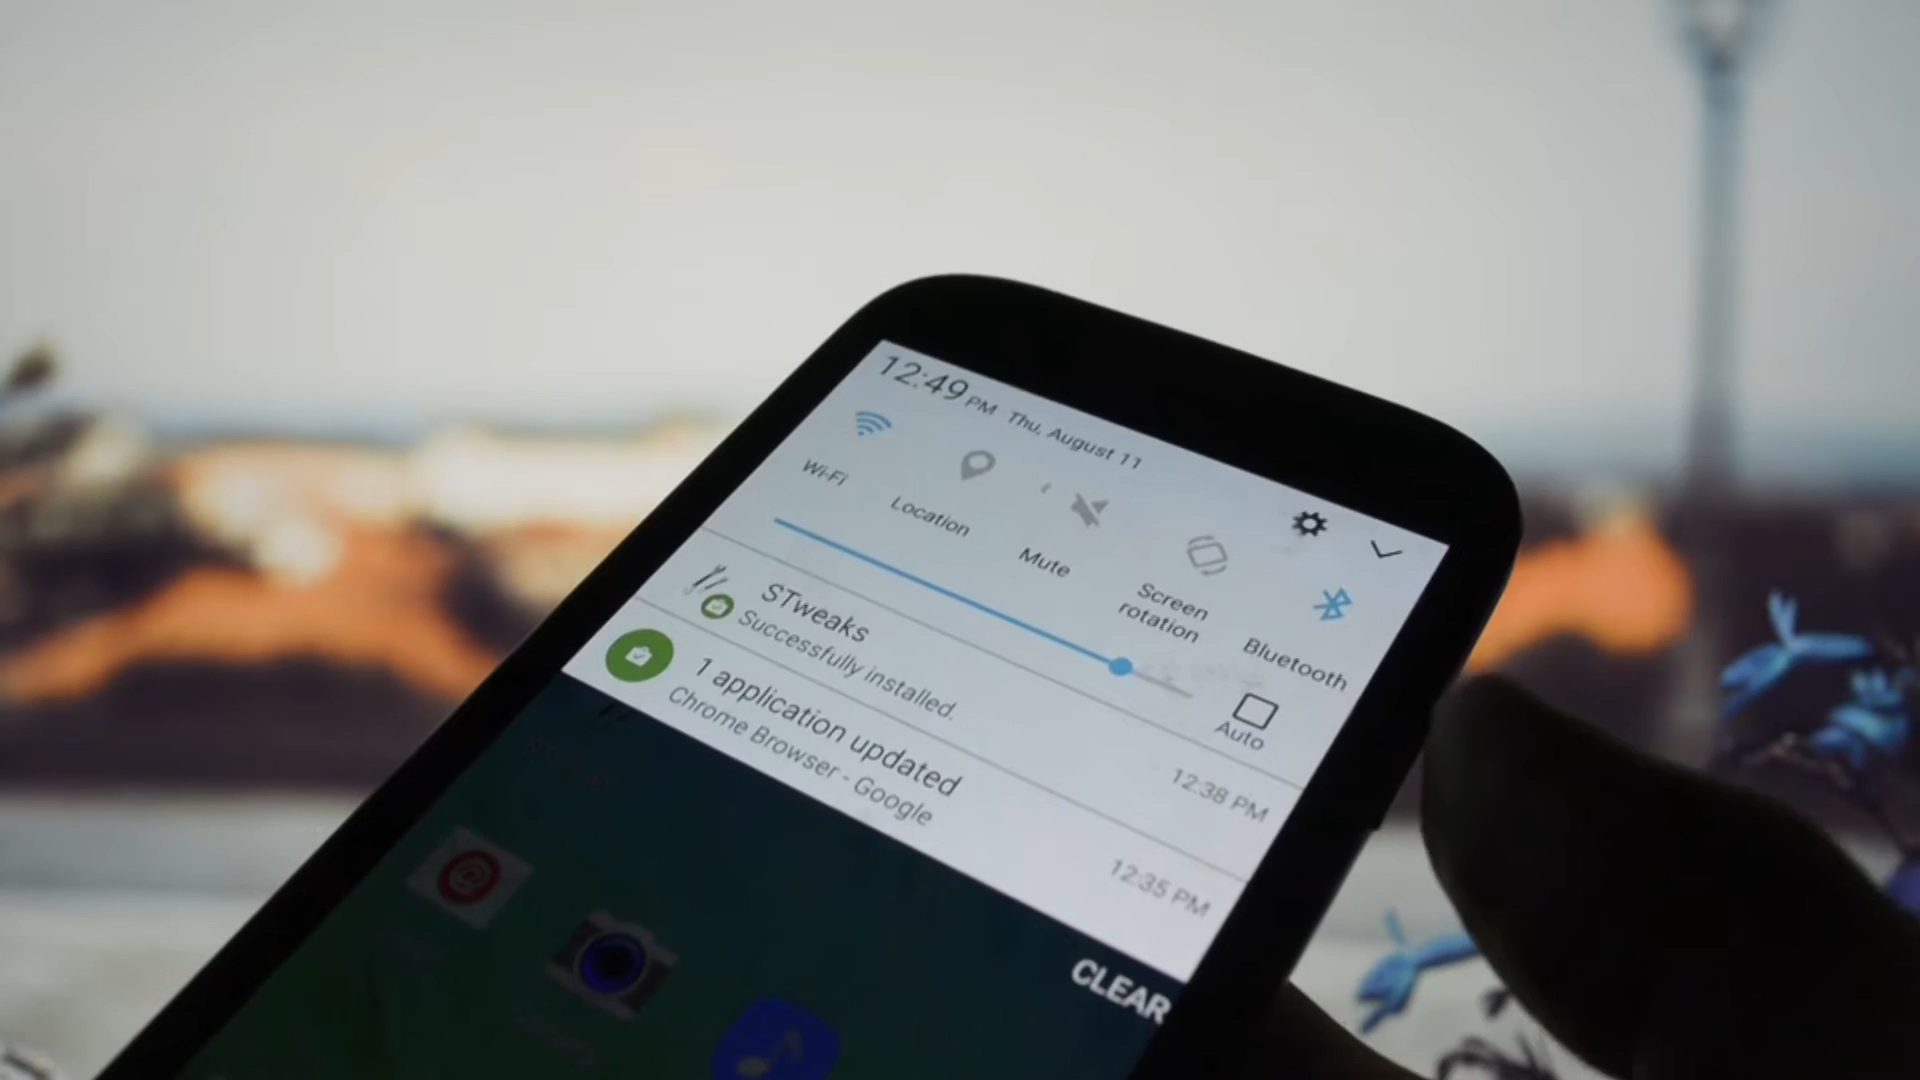 12:49 PM Thu, August 11
Wi-Fi
Location
Mute
Screen
rotation
Bluetooth
Auto
STweaks
Successfully installed.
12:38 PM
1 application updated
Chrome Browser - Google
12:35 PM
CLEAR